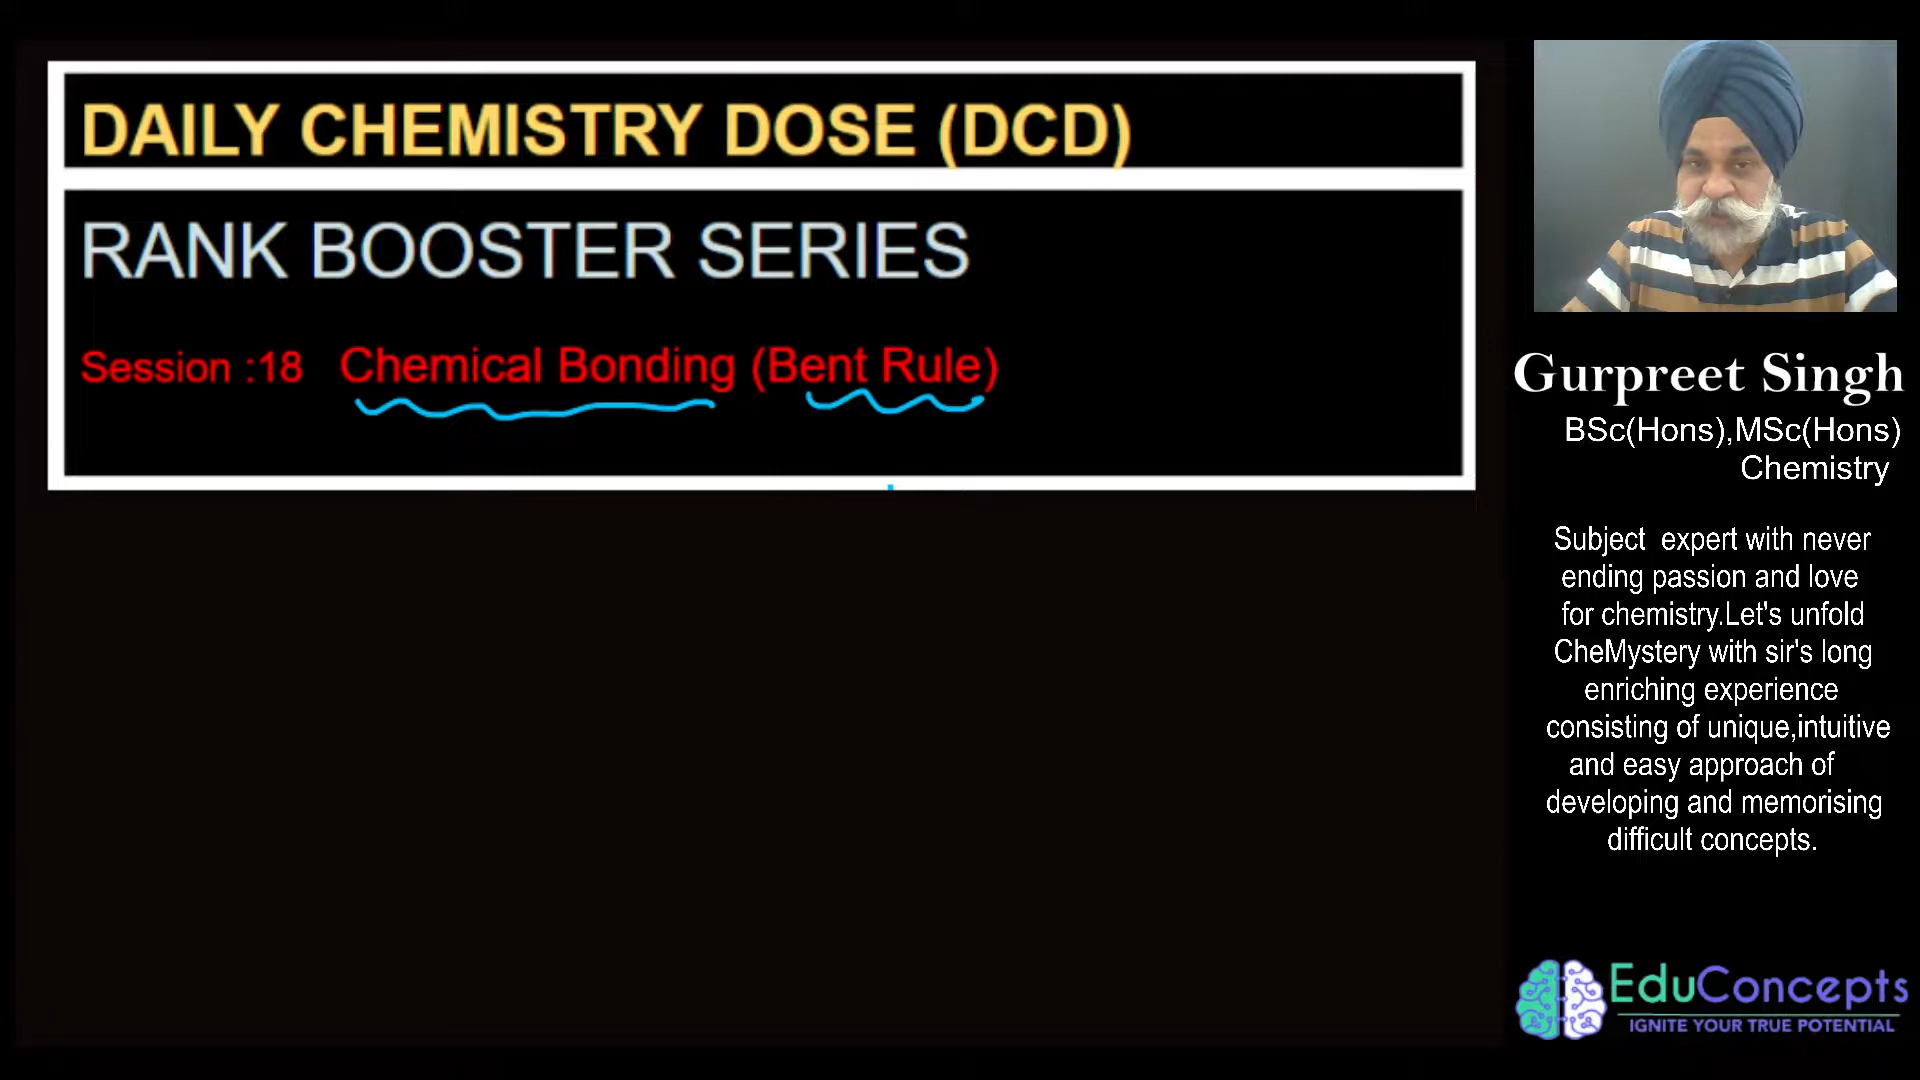 DAILY CHEMISTRY DOSE (DCD)
RANK BOOSTER SERIES
Session :18 Chemical Bonding (Bent Rule)
Gurpreet Singh
BSc(Hons),MSc(Hons)
Chemistry
Subject expert with never
ending passion and love
for chemistry.Let's unfold
CheMystery with sir's long
enriching experience
consisting of unique,intuitive
and easy approach of
developing and memorising
difficult concepts.
EduConcepts
IGNITE YOUR TRUE POTENTIAL